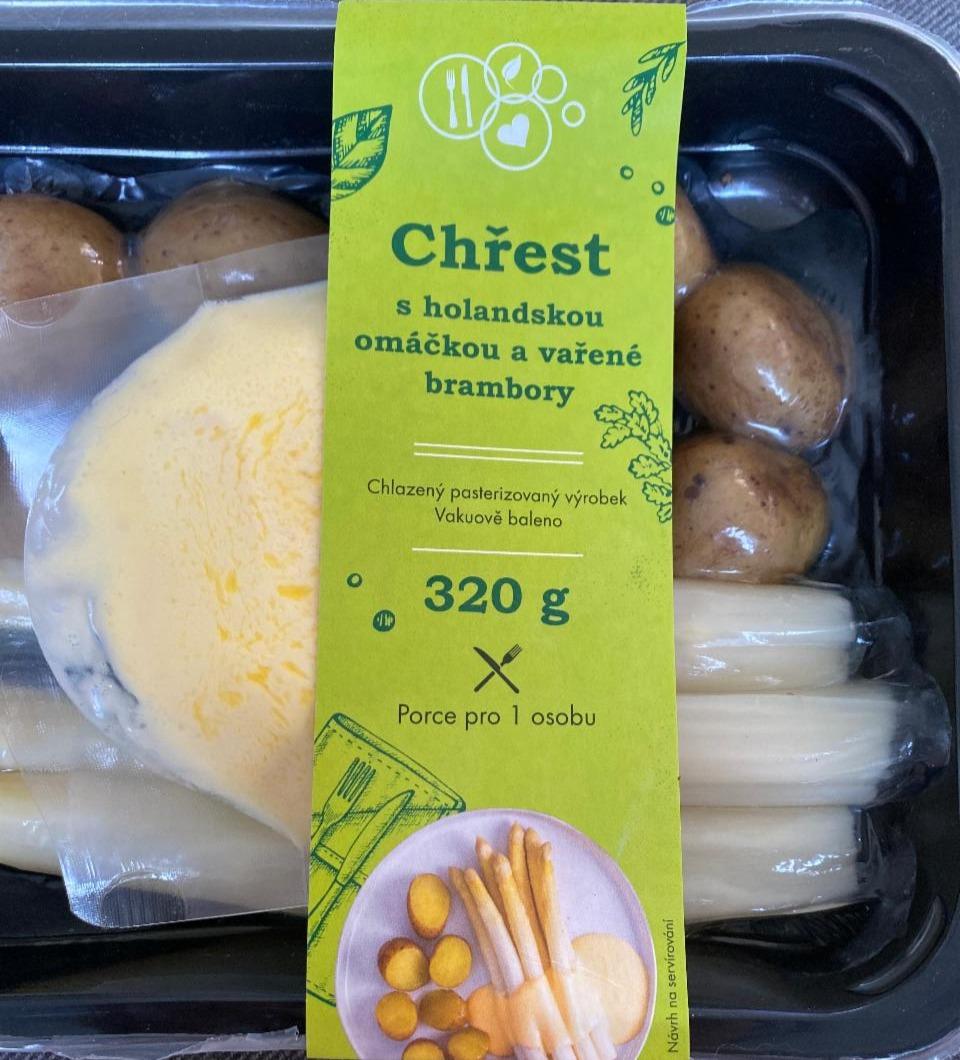 Chřest
s holandskou
omáčkou a vařené
brambory
Chlazený pasterizovaný výrobek
Vakuově baleno
320 g
Porce pro 1 osobu
Návrh na servírování